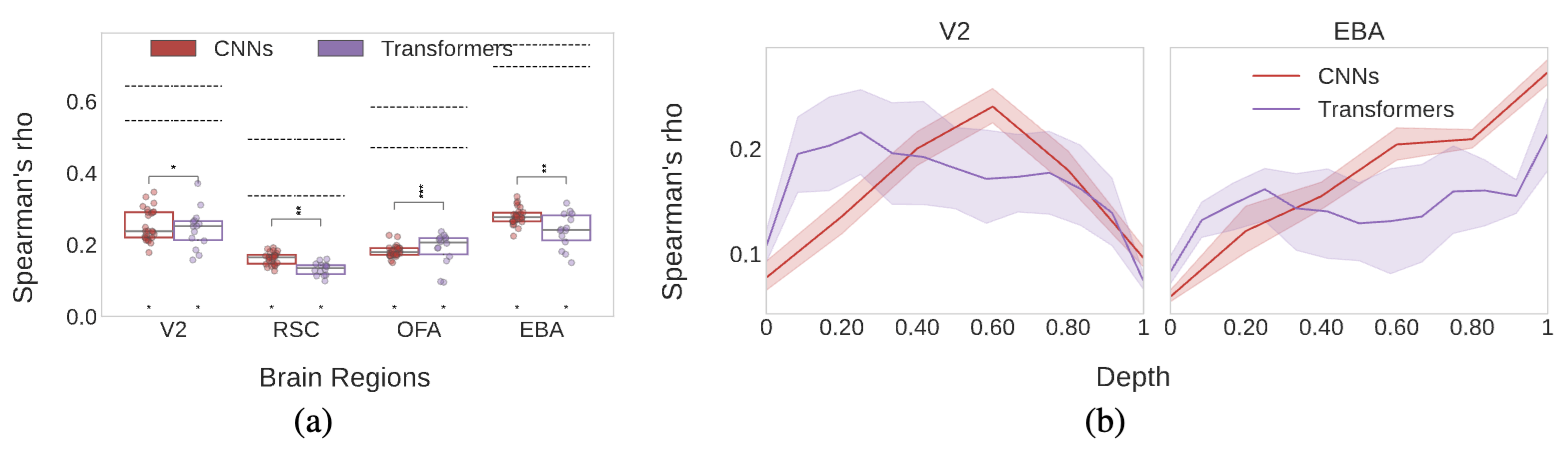 CNNs Transformers
Spearman's rho
0.6
0.4
0.2
0.0
* ** *** **
* * * * * * * *
V2 RSC OFA EBA
Brain Regions
(a)
V2 EBA
CNNs
Transformers
Spearman's rho
0.2
0.1
0 0.20 0.40 0.60 0.80 1 0 0.20 0.40 0.60 0.80 1
Depth
(b)